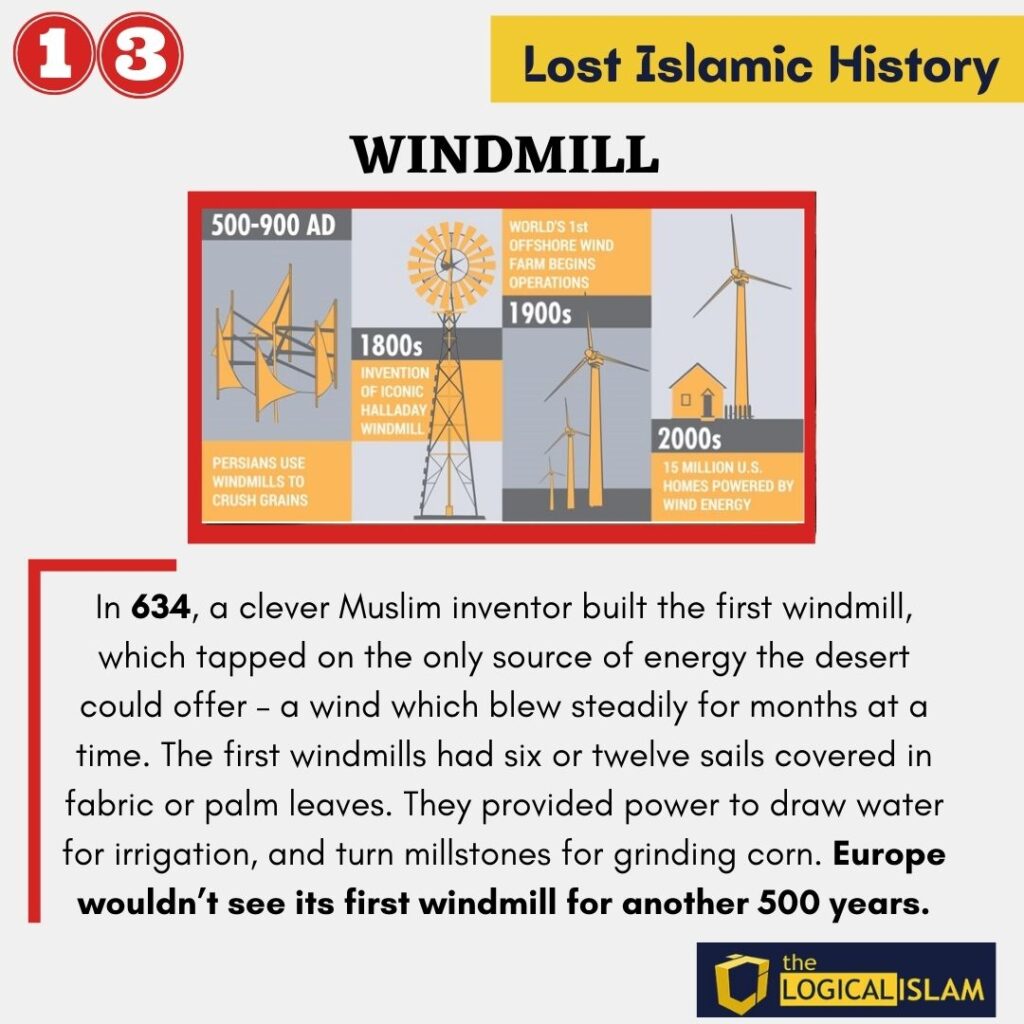 13
Lost Islamic History
WINDMILL
500-900 AD
PERSIANS USE
WINDMILLS TO
CRUSH GRAINS
1800s
INVENTION
OF ICONIC
HALLADAY
WINDMILL
WORLD'S 1st
OFFSHORE WIND
FARM BEGINS
OPERATIONS
1900s
2000s
15 MILLION U.S.
HOMES POWERED BY
WIND ENERGY
In 634, a clever Muslim inventor built the first windmill,
which tapped on the only source of energy the desert
could offer – a wind which blew steadily for months at a
time. The first windmills had six or twelve sails covered in
fabric or palm leaves. They provided power to draw water
for irrigation, and turn millstones for grinding corn. Europe
wouldn’t see its first windmill for another 500 years.
the
LOGICALISLAM